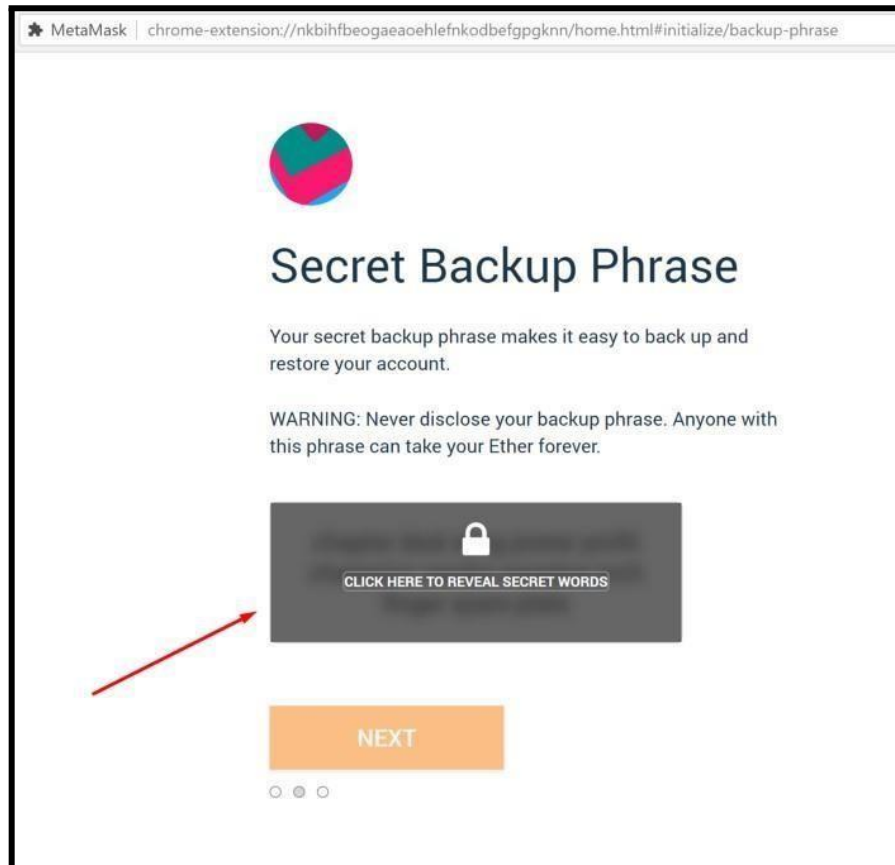 MetaMask chrome-extension://nkbihfbeogaeaoehlefnkodbefgpgknn/home.html#initialize/backup-phrase
Secret Backup Phrase
Your secret backup phrase makes it easy to back up and
restore your account.
WARNING: Never disclose your backup phrase. Anyone with
this phrase can take your Ether forever.
CLICK HERE TO REVEAL SECRET WORDS
NEXT